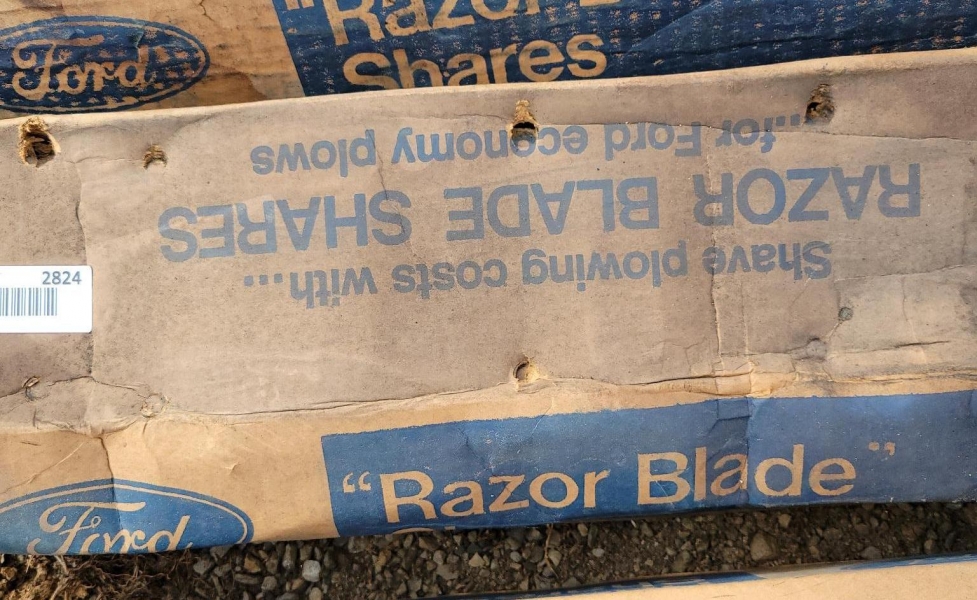 Ford
"Razor
Shares
Shave plowing costs with...
RAZOR BLADE SHARES
...for Ford economy plows
2824
"Razor Blade"
Ford